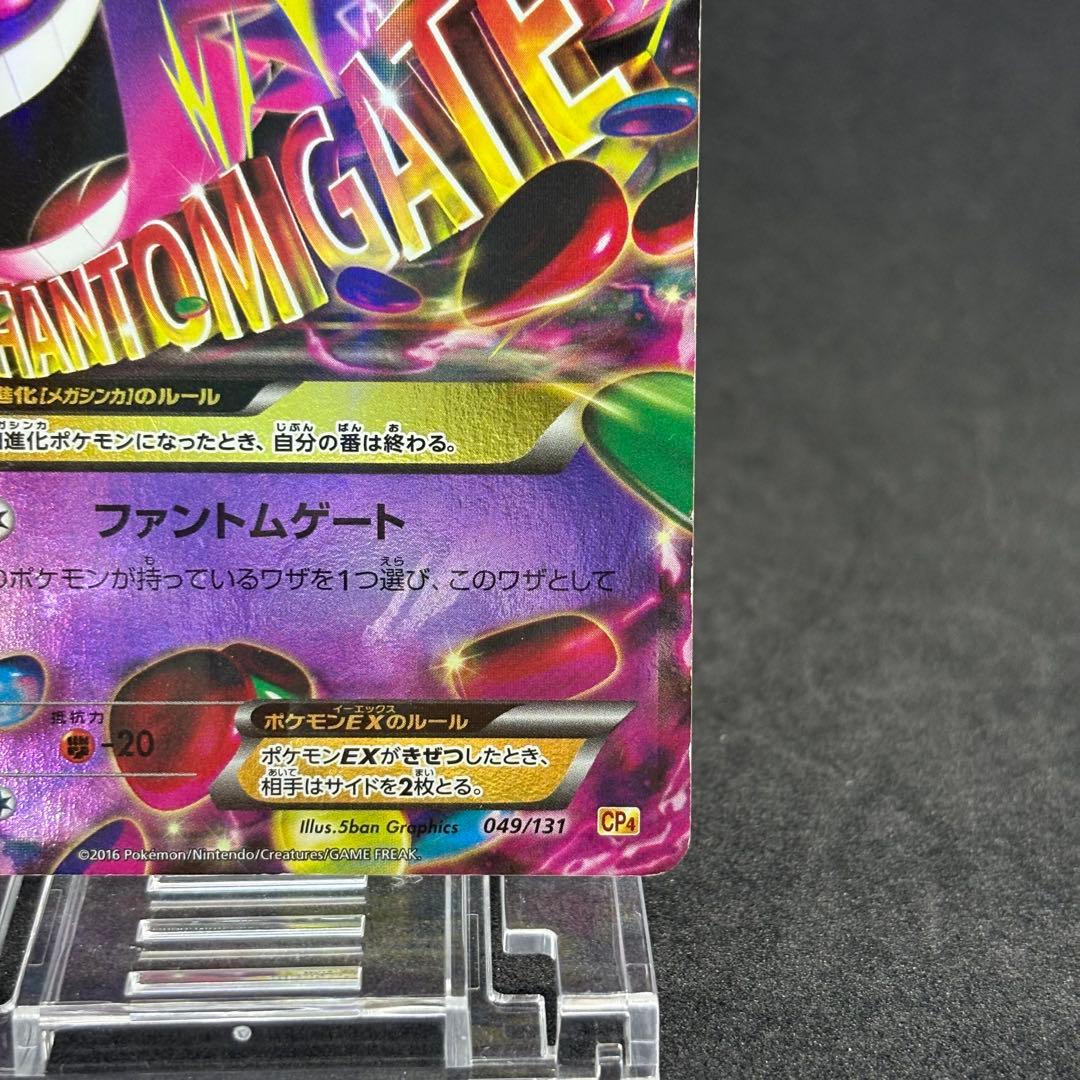 PHANTOM GATE
進化[メガシンカ]のルール
進化ポケモンになったとき、自分の番は終わる。
ファントムゲート
のポケモンが持っているワザを1つ選び、このワザとして
抵抗力
-20
ポケモンEXのルール
ポケモンEXがきぜつしたとき、
相手はサイドを2枚とる。
Illus.5ban Graphics 049/131 CP4
©2016 Pokémon/Nintendo/Creatures/GAME FREAK.